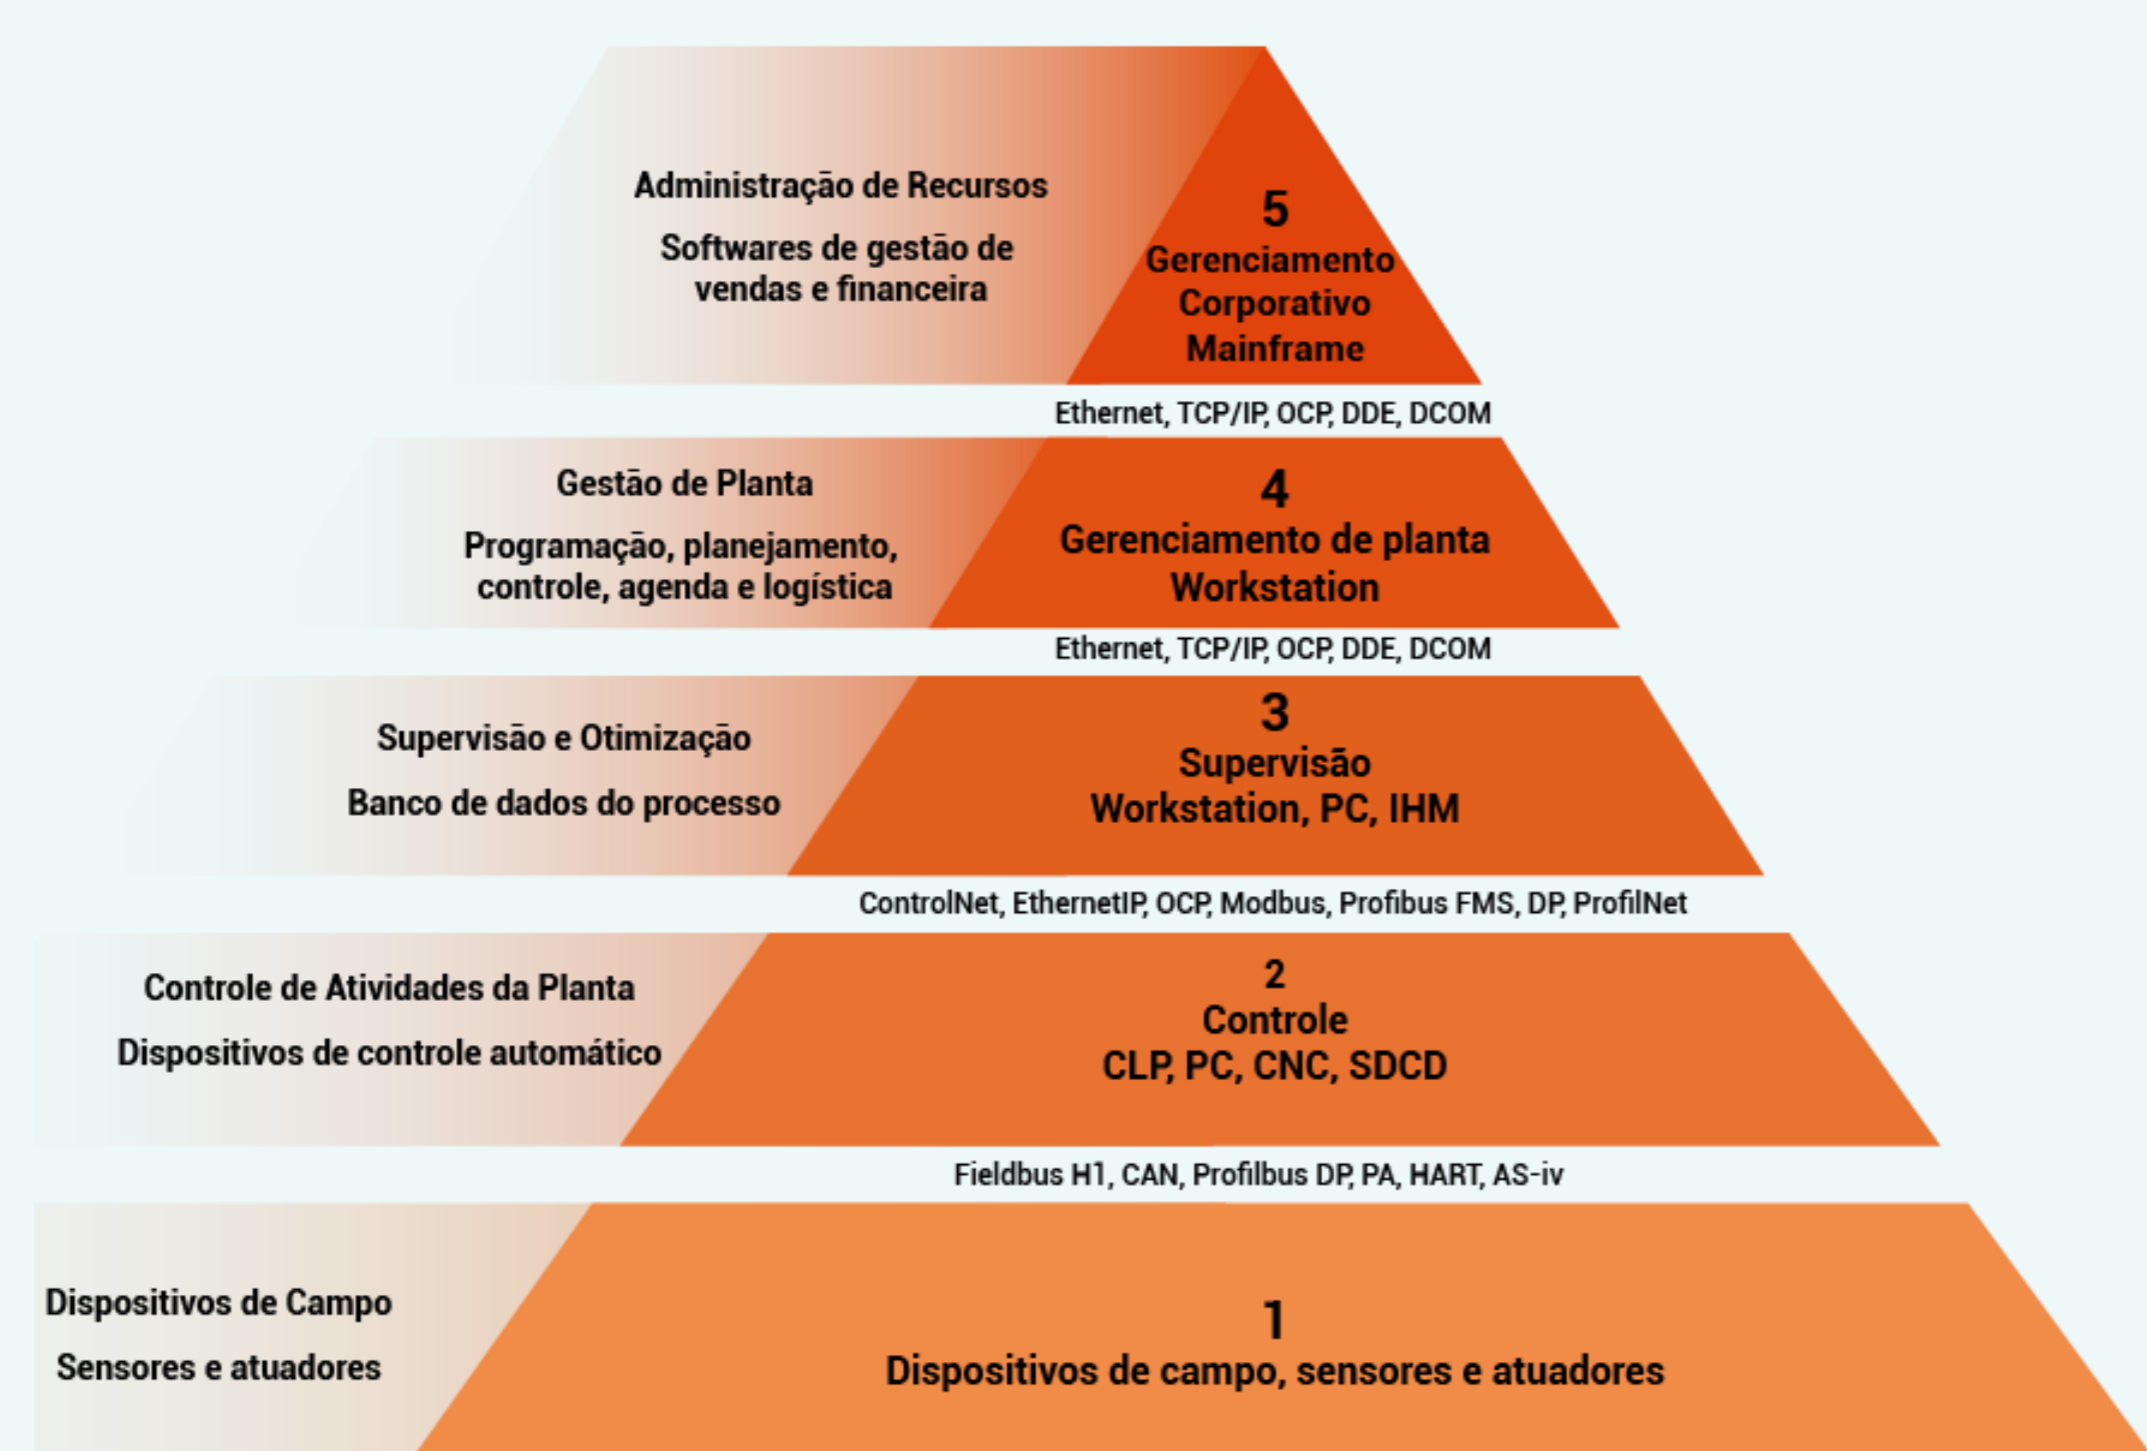 Administração de Recursos
Softwares de gestão de
vendas e financeira
5
Gerenciamento
Corporativo
Mainframe
Ethernet, TCP/IP, OCP, DDE, DCOM
Gestão de Planta
Programação, planejamento,
controle, agenda e logística
4
Gerenciamento de planta
Workstation
Ethernet, TCP/IP, OCP, DDE, DCOM
Supervisão e Otimização
Banco de dados do processo
3
Supervisão
Workstation, PC, IHM
ControlNet, EthernetIP, OCP, Modbus, Profibus FMS, DP, ProfilNet
Controle de Atividades da Planta
Dispositivos de controle automático
2
Controle
CLP, PC, CNC, SDCD
Fieldbus H1, CAN, Profilbus DP, PA, HART, AS-iv
Dispositivos de Campo
Sensores e atuadores
1
Dispositivos de campo, sensores e atuadores